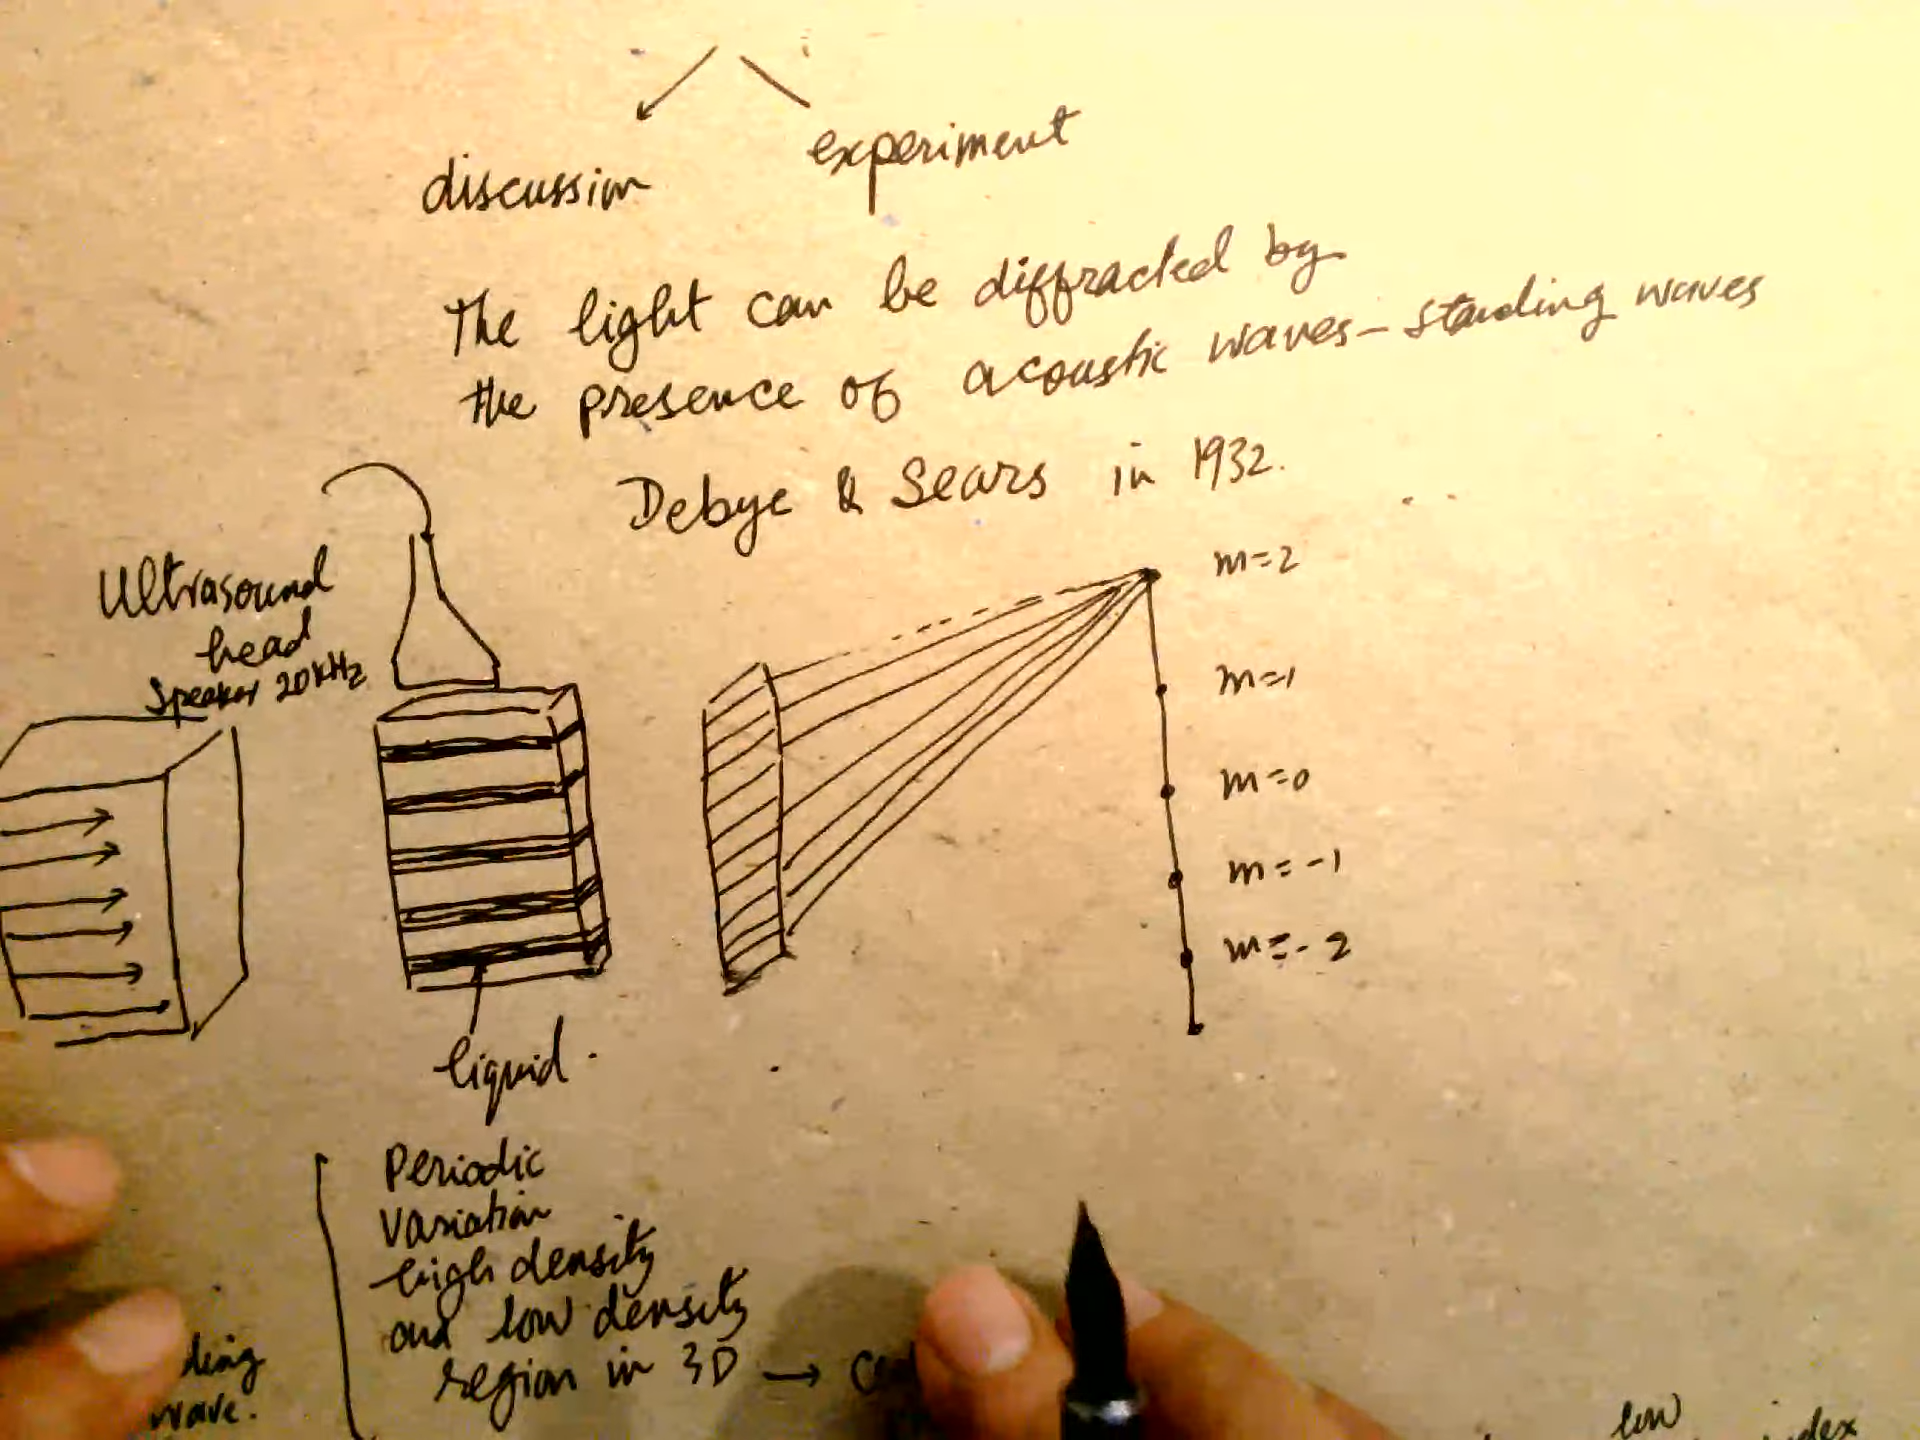 discussion
experiment
The light can be diffracted by
the presence of acoustic waves - standing waves
Debye & Sears in 1932.
Ultrasound
head
Speaker 20 kHz
m=2
m=1
m=0
m=-1
m=-2
liquid.
Periodic
Variation
high density
and low density
region in 3D →
wave.
low